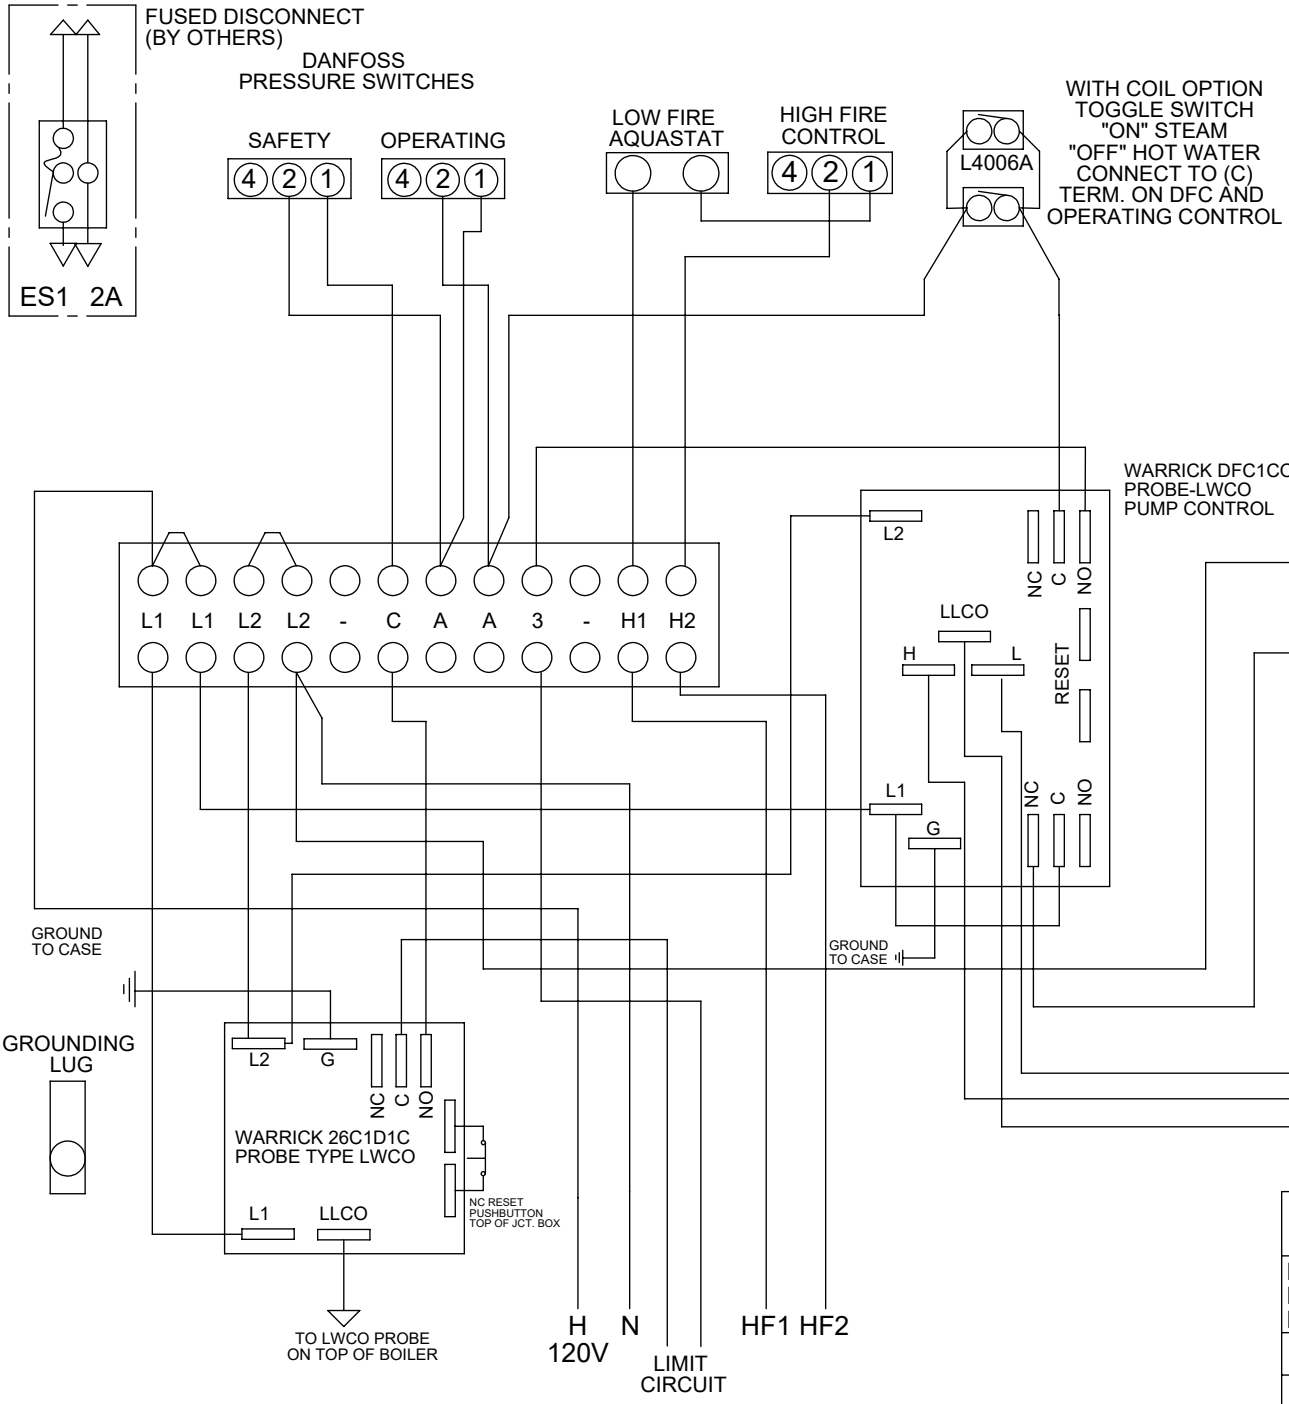 FUSED DISCONNECT
(BY OTHERS)
ES1 2A
DANFOSS
PRESSURE SWITCHES
SAFETY
4 2 1
OPERATING
4 2 1
LOW FIRE
AQUASTAT
HIGH FIRE
CONTROL
4 2 1
L4006A
WITH COIL OPTION
TOGGLE SWITCH
"ON" STEAM
"OFF" HOT WATER
CONNECT TO (C)
TERM. ON DFC AND
OPERATING CONTROL
WARRICK DFC1CO
PROBE-LWCO
PUMP CONTROL
L2
NC
C
NO
LLCO
H
L
RESET
L1
G
NC
C
NO
GROUND
TO CASE
L1 L1 L2 L2 - C A A 3 - H1 H2
GROUND
TO CASE
GROUNDING
LUG
L2
G
NC
C
NO
WARRICK 26C1D1C
PROBE TYPE LWCO
L1
LLCO
NC RESET
PUSHBUTTON
TOP OF JCT. BOX
TO LWCO PROBE
ON TOP OF BOILER
H
120V
N
LIMIT
CIRCUIT
HF1 HF2